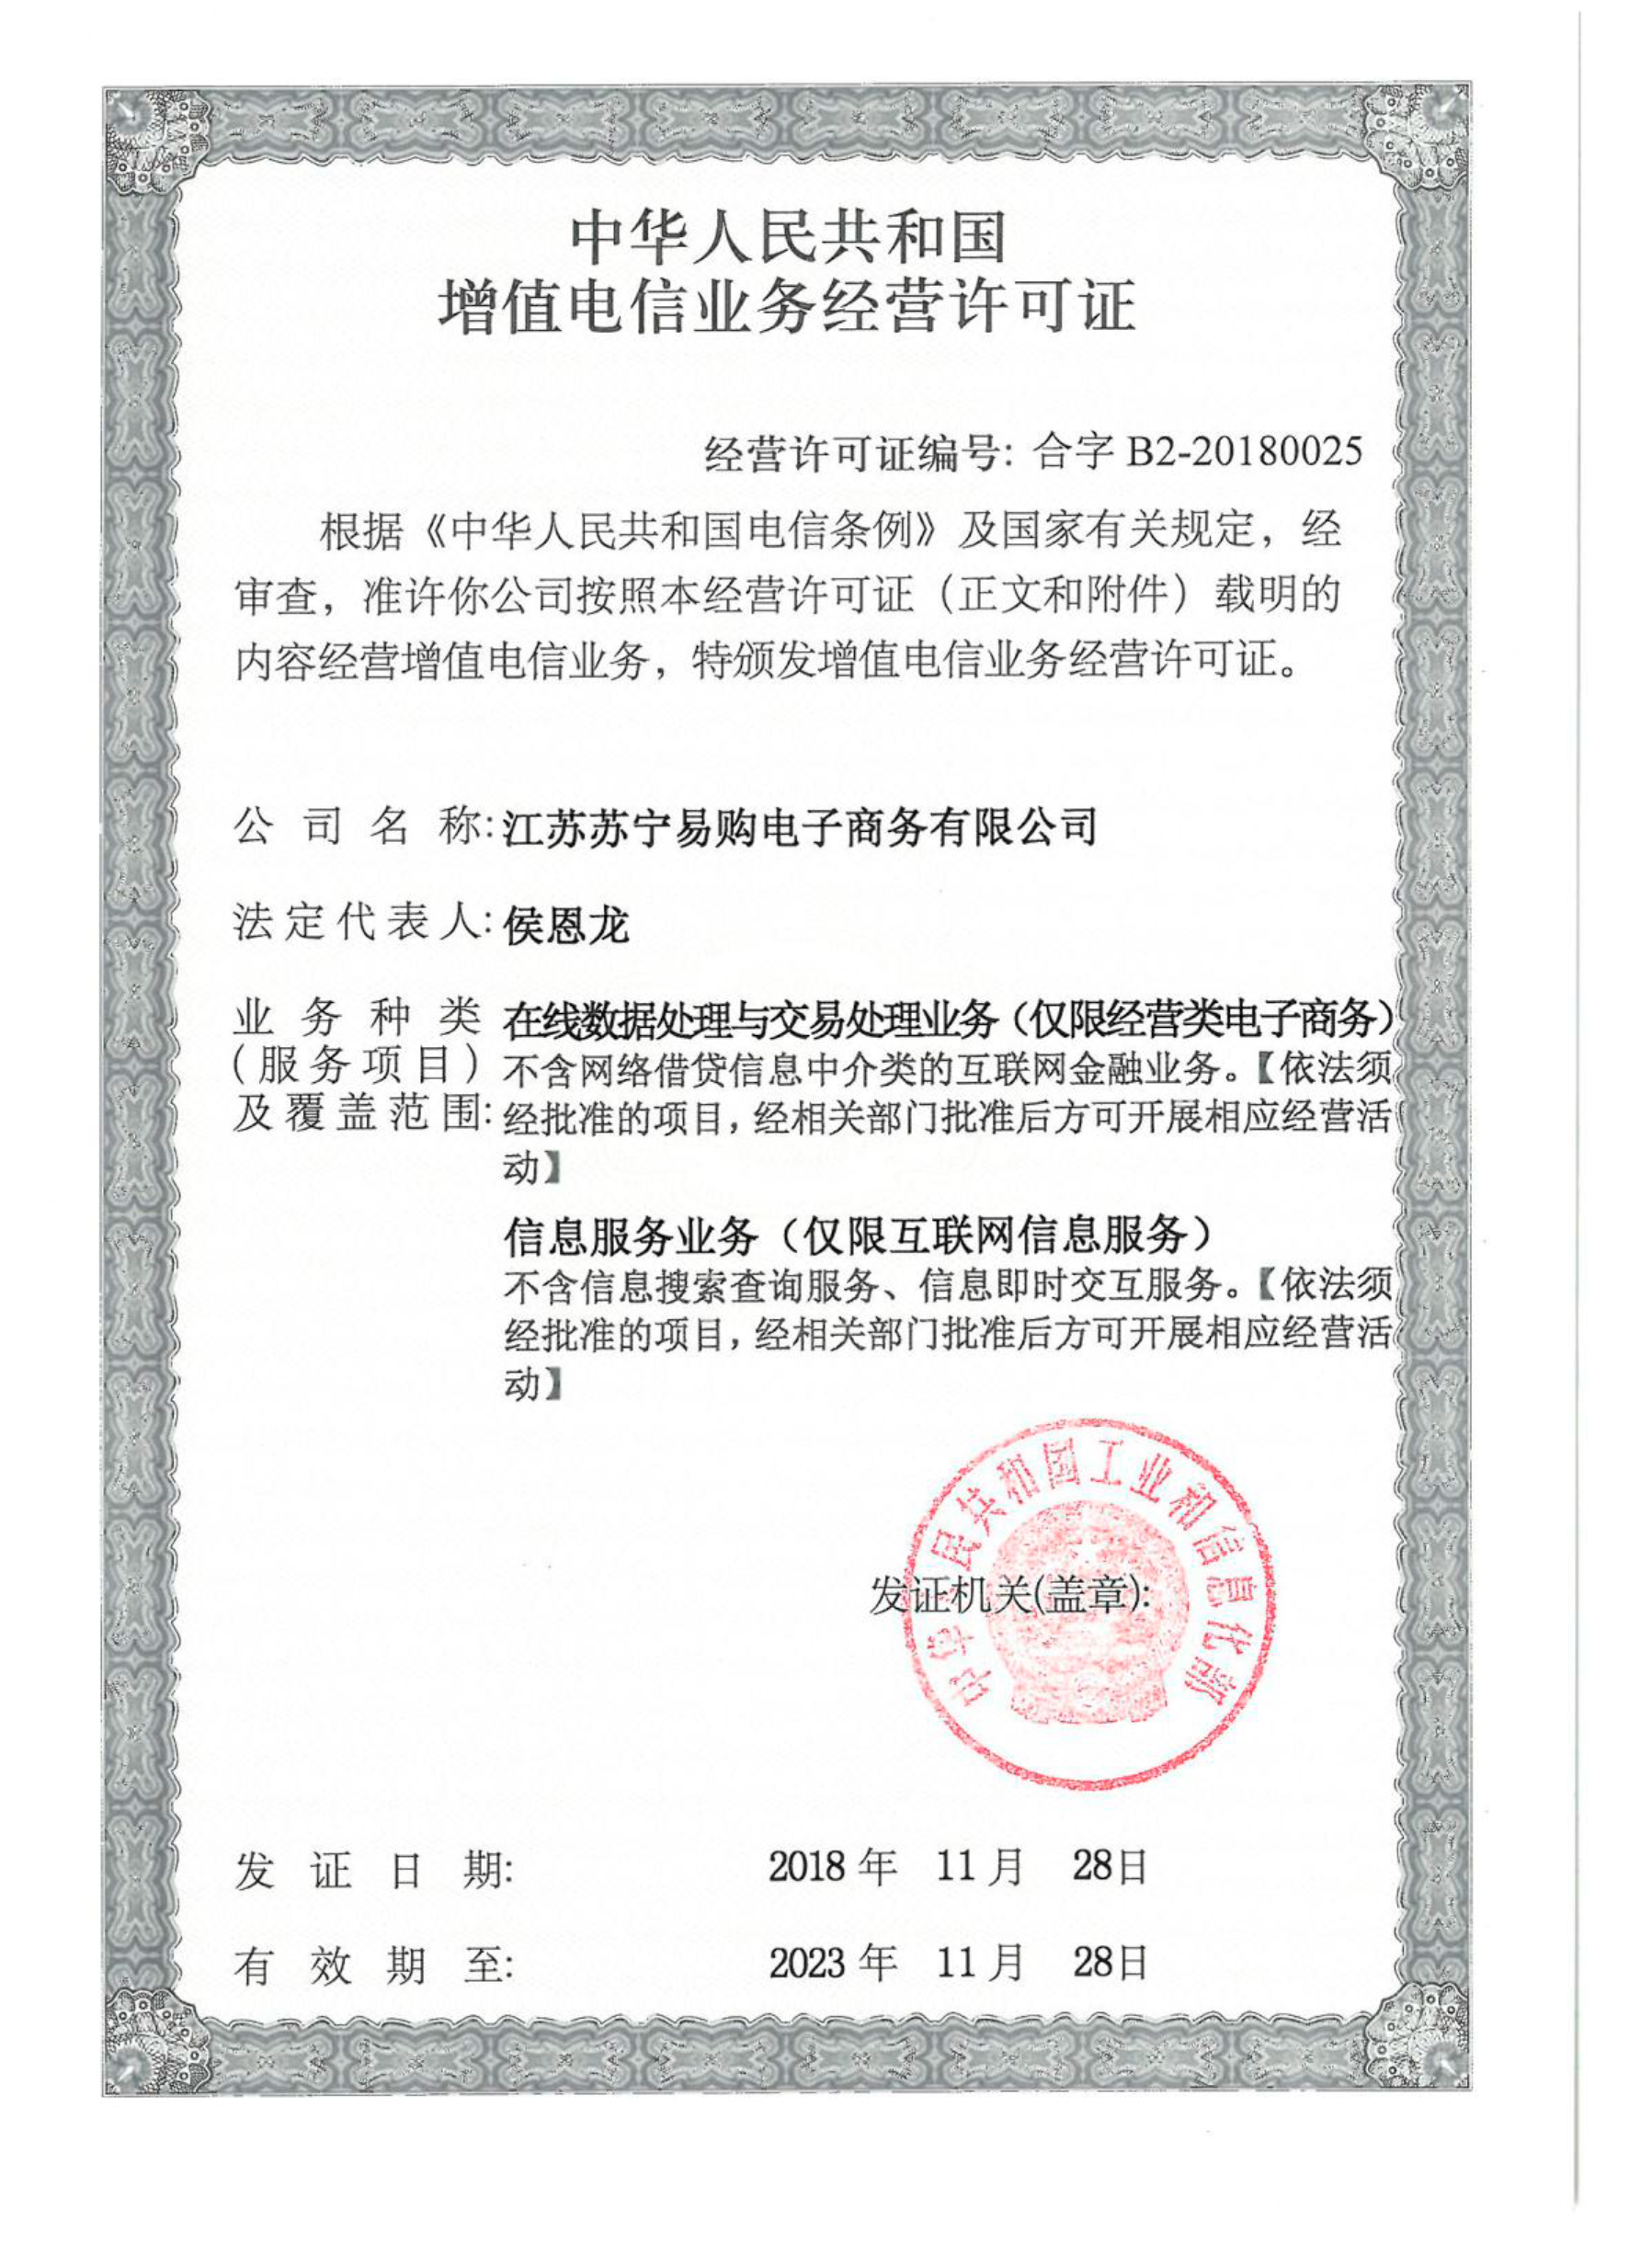 中华人民共和国
增值电信业务经营许可证
经营许可证编号: 合字 B2-20180025
根据《中华人民共和国电信条例》及国家有关规定，经
审查，准许你公司按照本经营许可证（正文和附件）载明的
内容经营增值电信业务，特颁发增值电信业务经营许可证。
公司名称: 江苏苏宁易购电子商务有限公司
法定代表人: 侯恩龙
业务种类 在线数据处理与交易处理业务（仅限经营类电子商务）
（服务项目） 不含网络借贷信息中介类的互联网金融业务。【依法须
及覆盖范围: 经批准的项目，经相关部门批准后方可开展相应经营活
动】
信息服务业务（仅限互联网信息服务）
不含信息搜索查询服务、信息即时交互服务。【依法须
经批准的项目，经相关部门批准后方可开展相应经营活
动】
中华人民共和国工业和信息化部
发证机关(盖章):
发证日期: 2018 年 11 月 28日
有效期至: 2023 年 11 月 28日